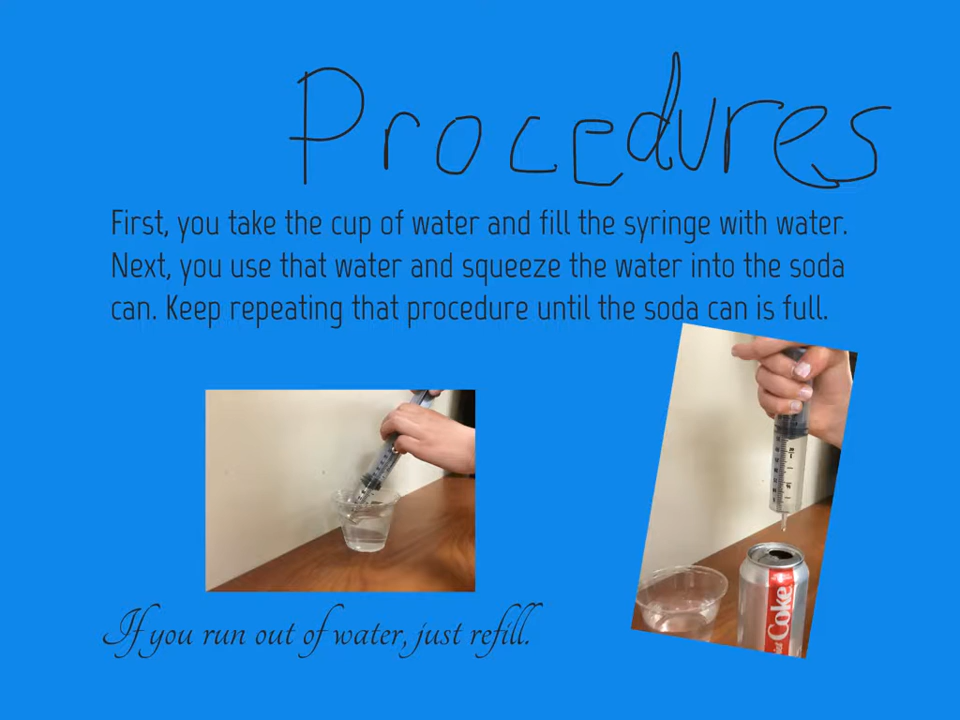 Procedures
First, you take the cup of water and fill the syringe with water.
Next, you use that water and squeeze the water into the soda
can. Keep repeating that procedure until the soda can is full.
If you run out of water, just refill.
Coke